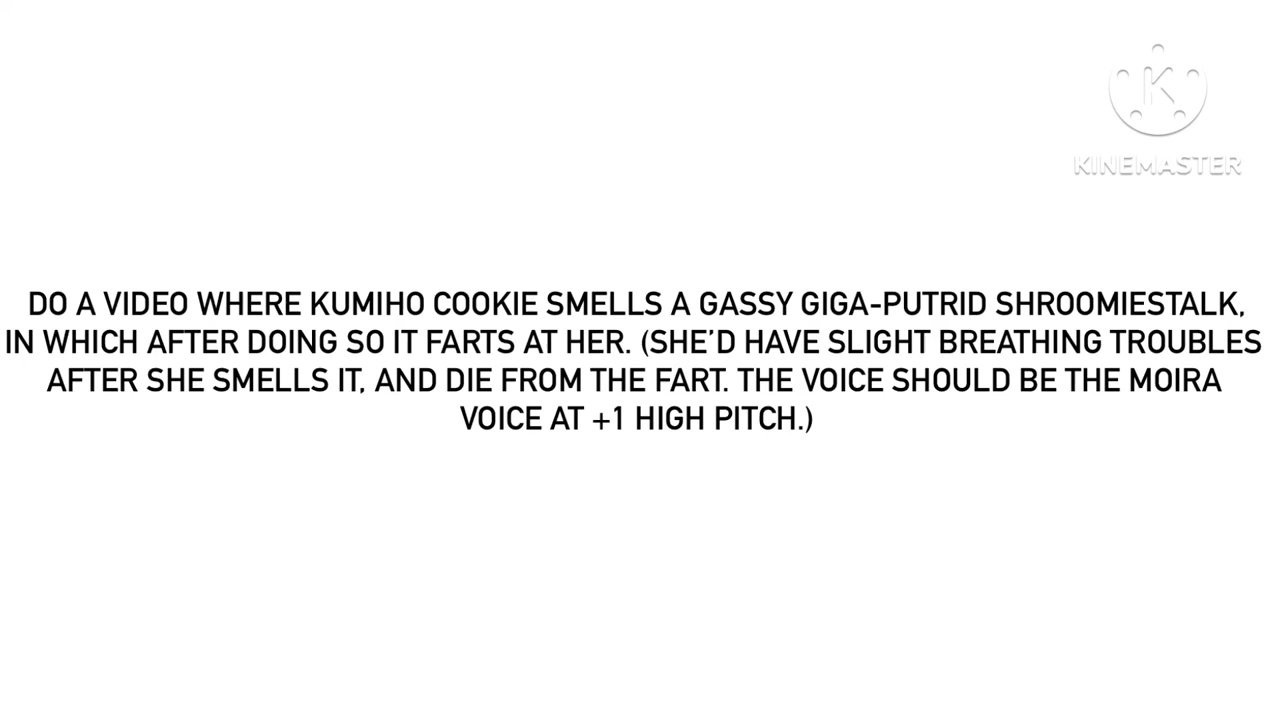 KINEMASTER
DO A VIDEO WHERE KUMIHO COOKIE SMELLS A GASSY GIGA-PUTRID SHROOMIESTALK,
IN WHICH AFTER DOING SO IT FARTS AT HER. (SHE’D HAVE SLIGHT BREATHING TROUBLES
AFTER SHE SMELLS IT, AND DIE FROM THE FART. THE VOICE SHOULD BE THE MOIRA
VOICE AT +1 HIGH PITCH.)